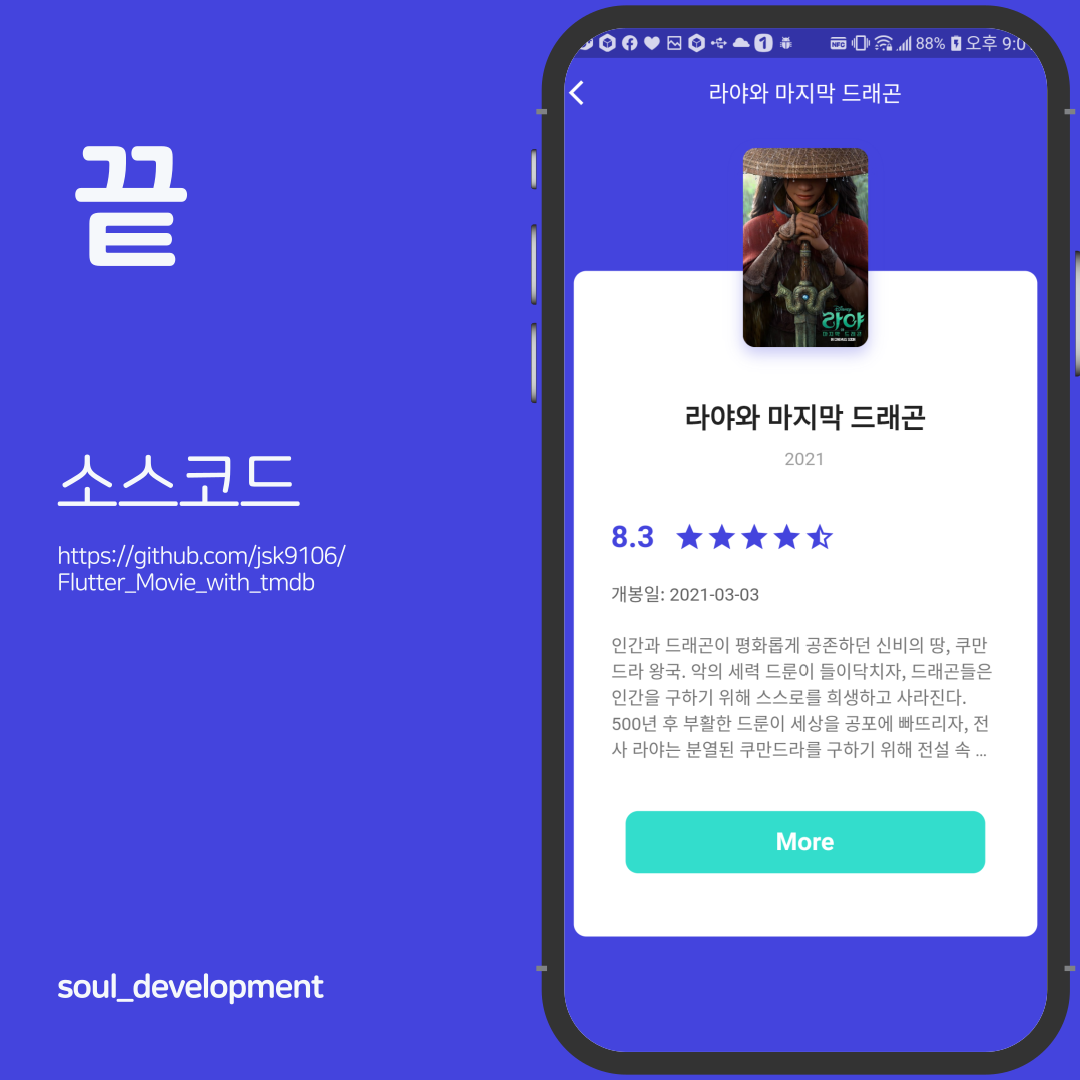 끝
소스코드
https://github.com/jsk9106/
Flutter_Movie_with_tmdb
soul_development
NFC 88% 오후 9:0
1
라야와 마지막 드래곤
Disney
라야
마지막 드래곤
라야와 마지막 드래곤
2021
8.3
개봉일: 2021-03-03
인간과 드래곤이 평화롭게 공존하던 신비의 땅, 쿠만
드라 왕국. 악의 세력 드룬이 들이닥치자, 드래곤들은
인간을 구하기 위해 스스로를 희생하고 사라진다.
500년 후 부활한 드룬이 세상을 공포에 빠뜨리자, 전
사 라야는 분열된 쿠만드라를 구하기 위해 전설 속 ...
More